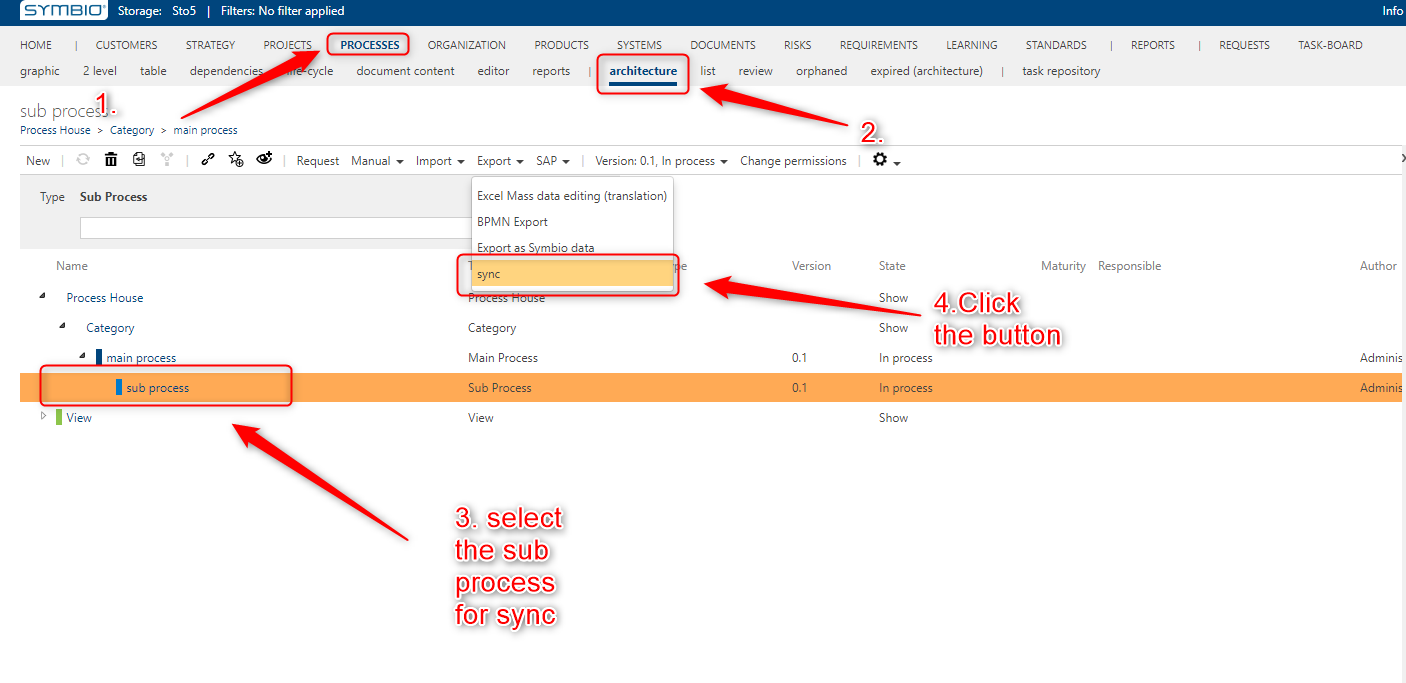 SYMBIO Storage: Sto5 | Filters: No filter applied Info
HOME | CUSTOMERS STRATEGY PROJECTS PROCESSES ORGANIZATION PRODUCTS SYSTEMS DOCUMENTS RISKS REQUIREMENTS LEARNING STANDARDS | REPORTS | REQUESTS TASK-BOARD
graphic 2 level table dependencies life-cycle document content editor reports | architecture list review orphaned expired (architecture) | task repository
1.
sub process
2.
Process House > Category > main process
New | Request Manual Import Export SAP | Version: 0.1, In process Change permissions
Type Sub Process
Excel Mass data editing (translation)
BPMN Export
Export as Symbio data
sync
Name Version State Maturity Responsible Author
Process House Process House Show
Category Category Show
main process Main Process 0.1 In process Adminis
sub process Sub Process 0.1 In process Adminis
View View Show
4.Click
the button
3. select
the sub
process
for sync